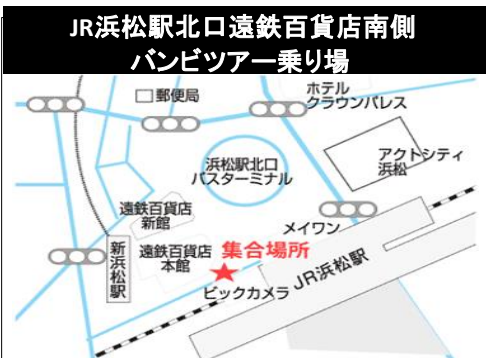 JR浜松駅北口遠鉄百貨店南側
バンビツアー乗り場
郵便局
ホテル
クラウンパレス
浜松駅北口
バスターミナル
アクトシティ
浜松
遠鉄百貨店
新館
メイワン
新浜松駅
遠鉄百貨店
本館
集合場所
JR浜松駅
ビックカメラ